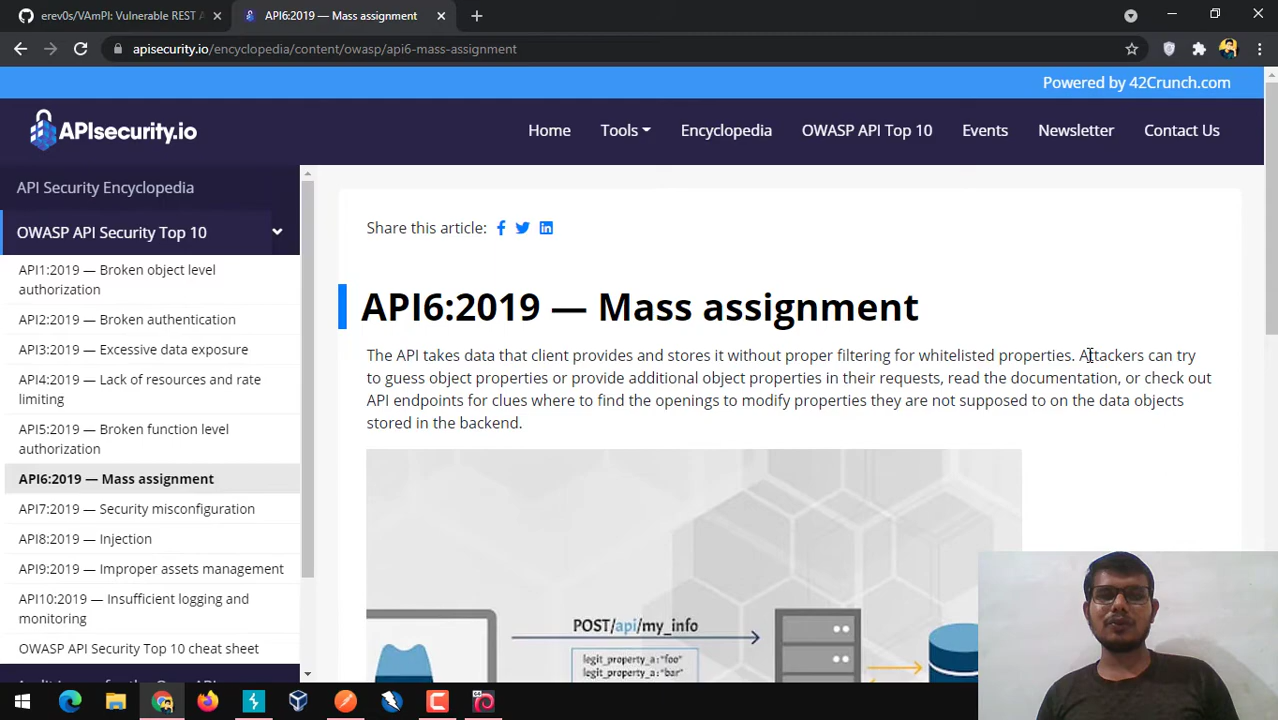 erev0s/VAmPI: Vulnerable REST A
API6:2019 — Mass assignment
apisecurity.io/encyclopedia/content/owasp/api6-mass-assignment
Powered by 42Crunch.com
APIsecurity.io
Home
Tools
Encyclopedia
OWASP API Top 10
Events
Newsletter
Contact Us
API Security Encyclopedia
OWASP API Security Top 10
API1:2019 — Broken object level
authorization
API2:2019 — Broken authentication
API3:2019 — Excessive data exposure
API4:2019 — Lack of resources and rate
limiting
API5:2019 — Broken function level
authorization
API6:2019 — Mass assignment
API7:2019 — Security misconfiguration
API8:2019 — Injection
API9:2019 — Improper assets management
API10:2019 — Insufficient logging and
monitoring
OWASP API Security Top 10 cheat sheet
Share this article:
API6:2019 — Mass assignment
The API takes data that client provides and stores it without proper filtering for whitelisted properties. Attackers can try
to guess object properties or provide additional object properties in their requests, read the documentation, or check out
API endpoints for clues where to find the openings to modify properties they are not supposed to on the data objects
stored in the backend.
POST/api/my_info
legit_property_a:"foo"
legit_property_a:"bar"